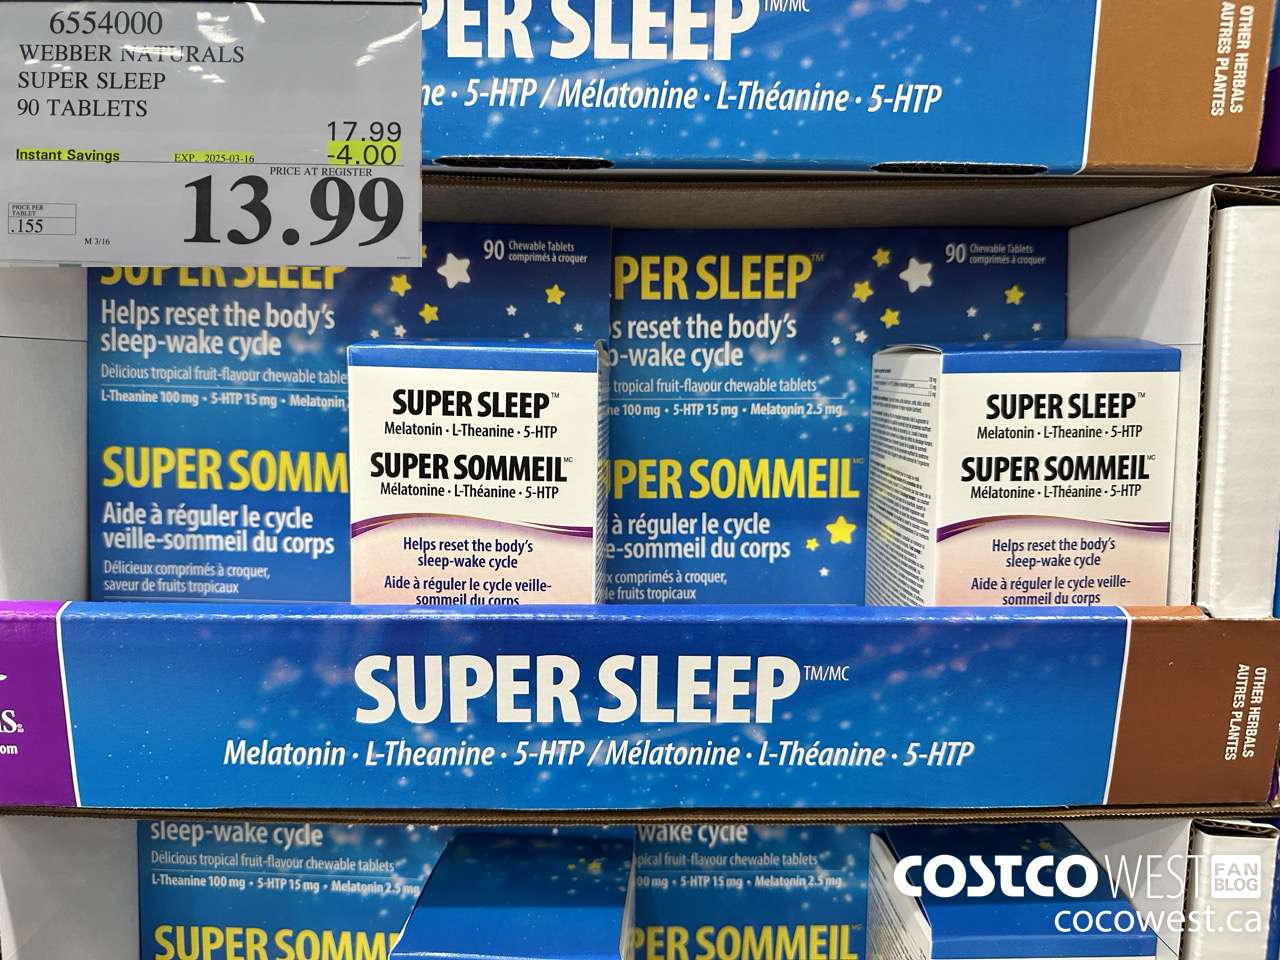 6554000
WEBBER NATURALS
SUPER SLEEP
90 TABLETS
17.99
Instant Savings EXP. 2025-03-16 -4.00
PRICE AT REGISTER
13.99
PRICE PER
TABLET
.155
M 3/16
PER SLEEP TM/MC
ne · 5-HTP / Mélatonine · L-Théanine · 5-HTP
OTHER HERBALS
AUTRES PLANTES
90 Chewable Tablets
comprimés à croquer
SUPER SLEEP
Helps reset the body's
sleep-wake cycle
Delicious tropical fruit-flavour chewable table
L-Theanine 100 mg • 5-HTP 15 mg • Melatonin
SUPER SOMM
Aide à réguler le cycle
veille-sommeil du corps
Délicieux comprimés à croquer,
saveur de fruits tropicaux
SUPER SLEEP™
Melatonin · L-Theanine · 5-HTP
SUPER SOMMEIL MC
Mélatonine · L-Théanine · 5-HTP
Helps reset the body's
sleep-wake cycle
Aide à réguler le cycle veille-
sommeil du corps
90 Chewable Tablets
comprimés à croquer
PER SLEEP™
s reset the body's
-wake cycle
tropical fruit-flavour chewable tablets
ne 100 mg • 5-HTP 15 mg • Melatonin 2.5 mg
PER SOMMEIL MC
à réguler le cycle
e-sommeil du corps
x comprimés à croquer,
de fruits tropicaux
SUPER SLEEP™
Melatonin · L-Theanine · 5-HTP
SUPER SOMMEIL MC
Mélatonine · L-Théanine · 5-HTP
Helps reset the body's
sleep-wake cycle
Aide à réguler le cycle veille-
sommeil du corps
s
om
SUPER SLEEP TM/MC
Melatonin · L-Theanine · 5-HTP / Mélatonine · L-Théanine · 5-HTP
OTHER HERBALS
AUTRES PLANTES
sleep-wake cycle
Delicious tropical fruit-flavour chewable tablets
L-Theanine 100 mg • 5-HTP 15 mg • Melatonin 2.5 mg
SUPER SOMM
wake cycle
pical fruit-flavour chewable tablets
00 mg • 5-HTP 15 mg • Melatonin 2.5 mg
PER SOMMEIL MC
COSTCO WEST FAN BLOG
cocowest.ca